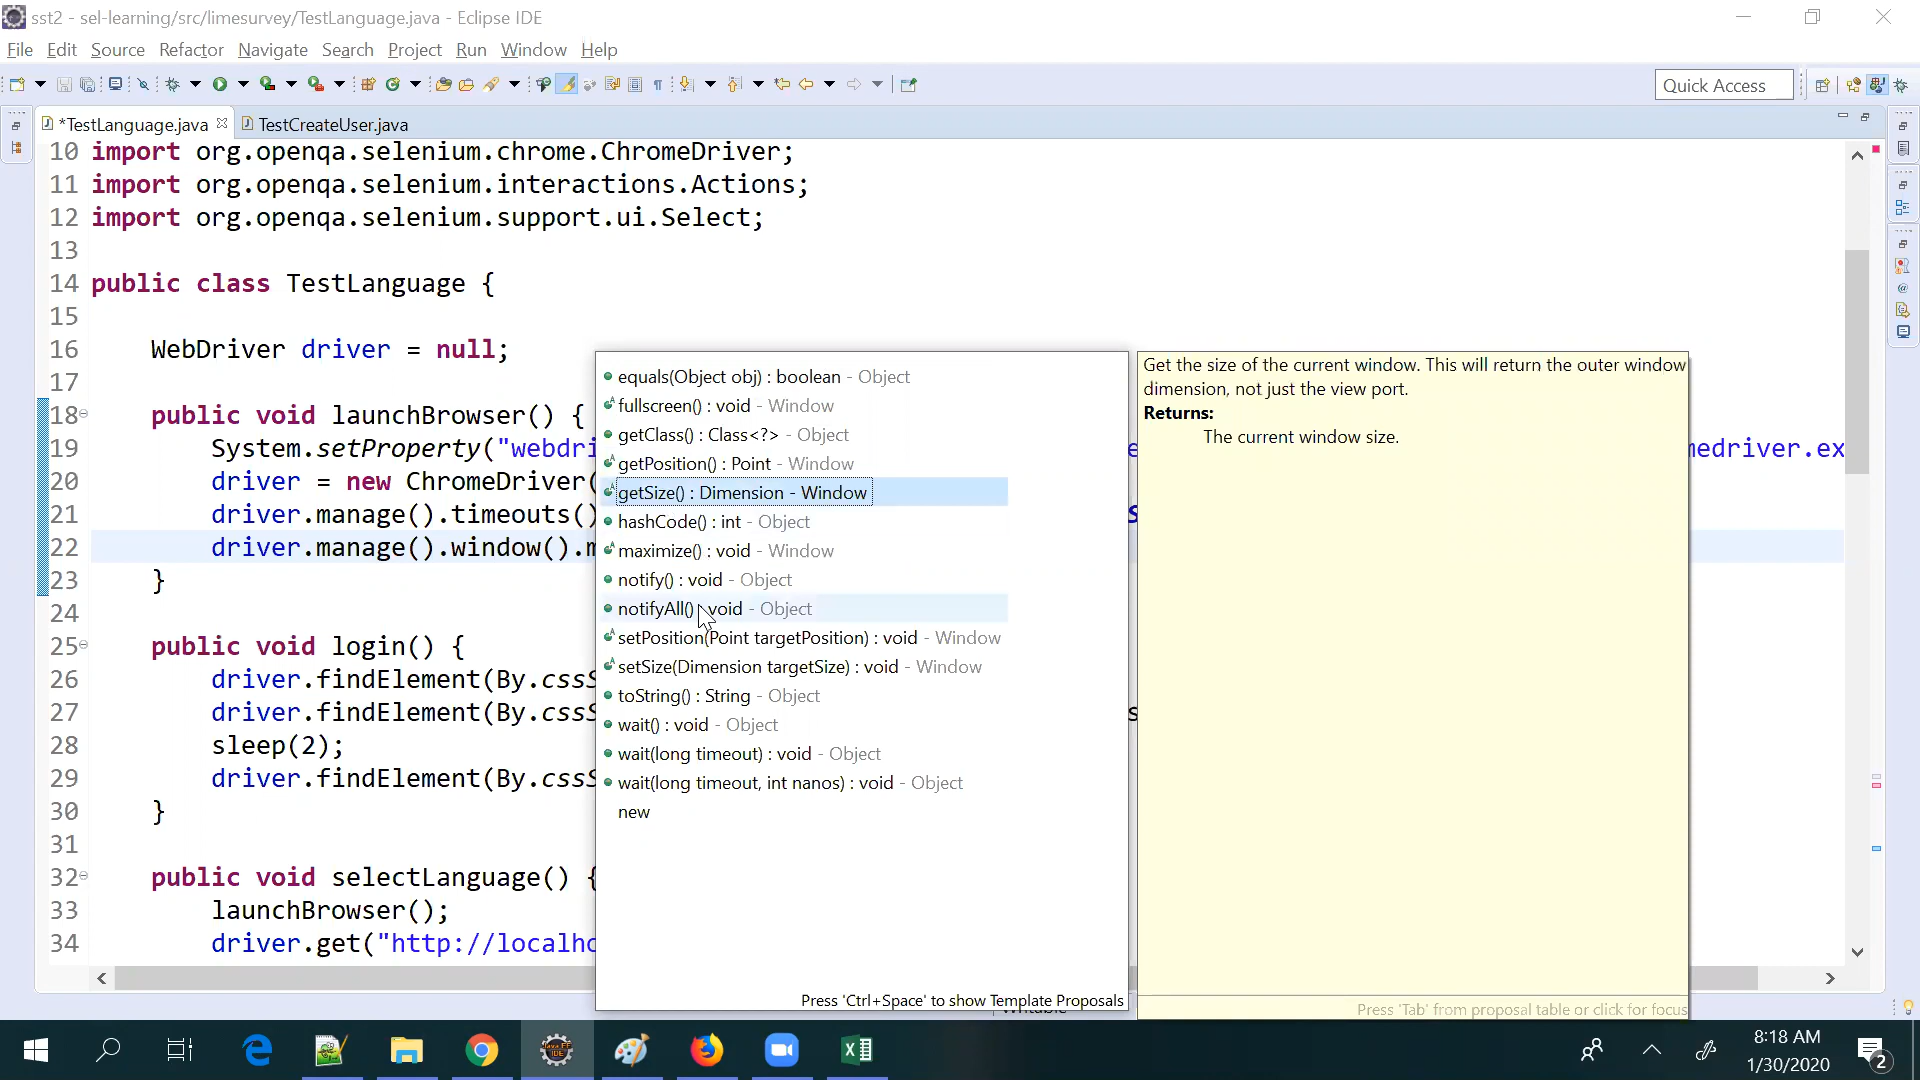 sst2 - sel-learning/src/limesurvey/TestLanguage.java - Eclipse IDE
File Edit Source Refactor Navigate Search Project Run Window Help
Quick Access
*TestLanguage.java TestCreateUser.java
10 import org.openqa.selenium.chrome.ChromeDriver;
11 import org.openqa.selenium.interactions.Actions;
12 import org.openqa.selenium.support.ui.Select;
13
14 public class TestLanguage {
15
16 WebDriver driver = null;
17
18 public void launchBrowser() {
19 System.setProperty("webdri
medriver.ex
20 driver = new ChromeDriver(
21 driver.manage().timeouts()
22 driver.manage().window().m
23 }
24
25 public void login() {
26 driver.findElement(By.cssS
27 driver.findElement(By.cssS
28 sleep(2);
29 driver.findElement(By.cssS
30 }
31
32 public void selectLanguage() {
33 launchBrowser();
34 driver.get("http://localho
equals(Object obj) : boolean - Object
fullscreen() : void - Window
getClass() : Class<?> - Object
getPosition() : Point - Window
getSize() : Dimension - Window
hashCode() : int - Object
maximize() : void - Window
notify() : void - Object
notifyAll() : void - Object
setPosition(Point targetPosition) : void - Window
setSize(Dimension targetSize) : void - Window
toString() : String - Object
wait() : void - Object
wait(long timeout) : void - Object
wait(long timeout, int nanos) : void - Object
new
Press 'Ctrl+Space' to show Template Proposals
Get the size of the current window. This will return the outer window
dimension, not just the view port.
Returns:
The current window size.
Press 'Tab' from proposal table or click for focus
8:18 AM
1/30/2020
2